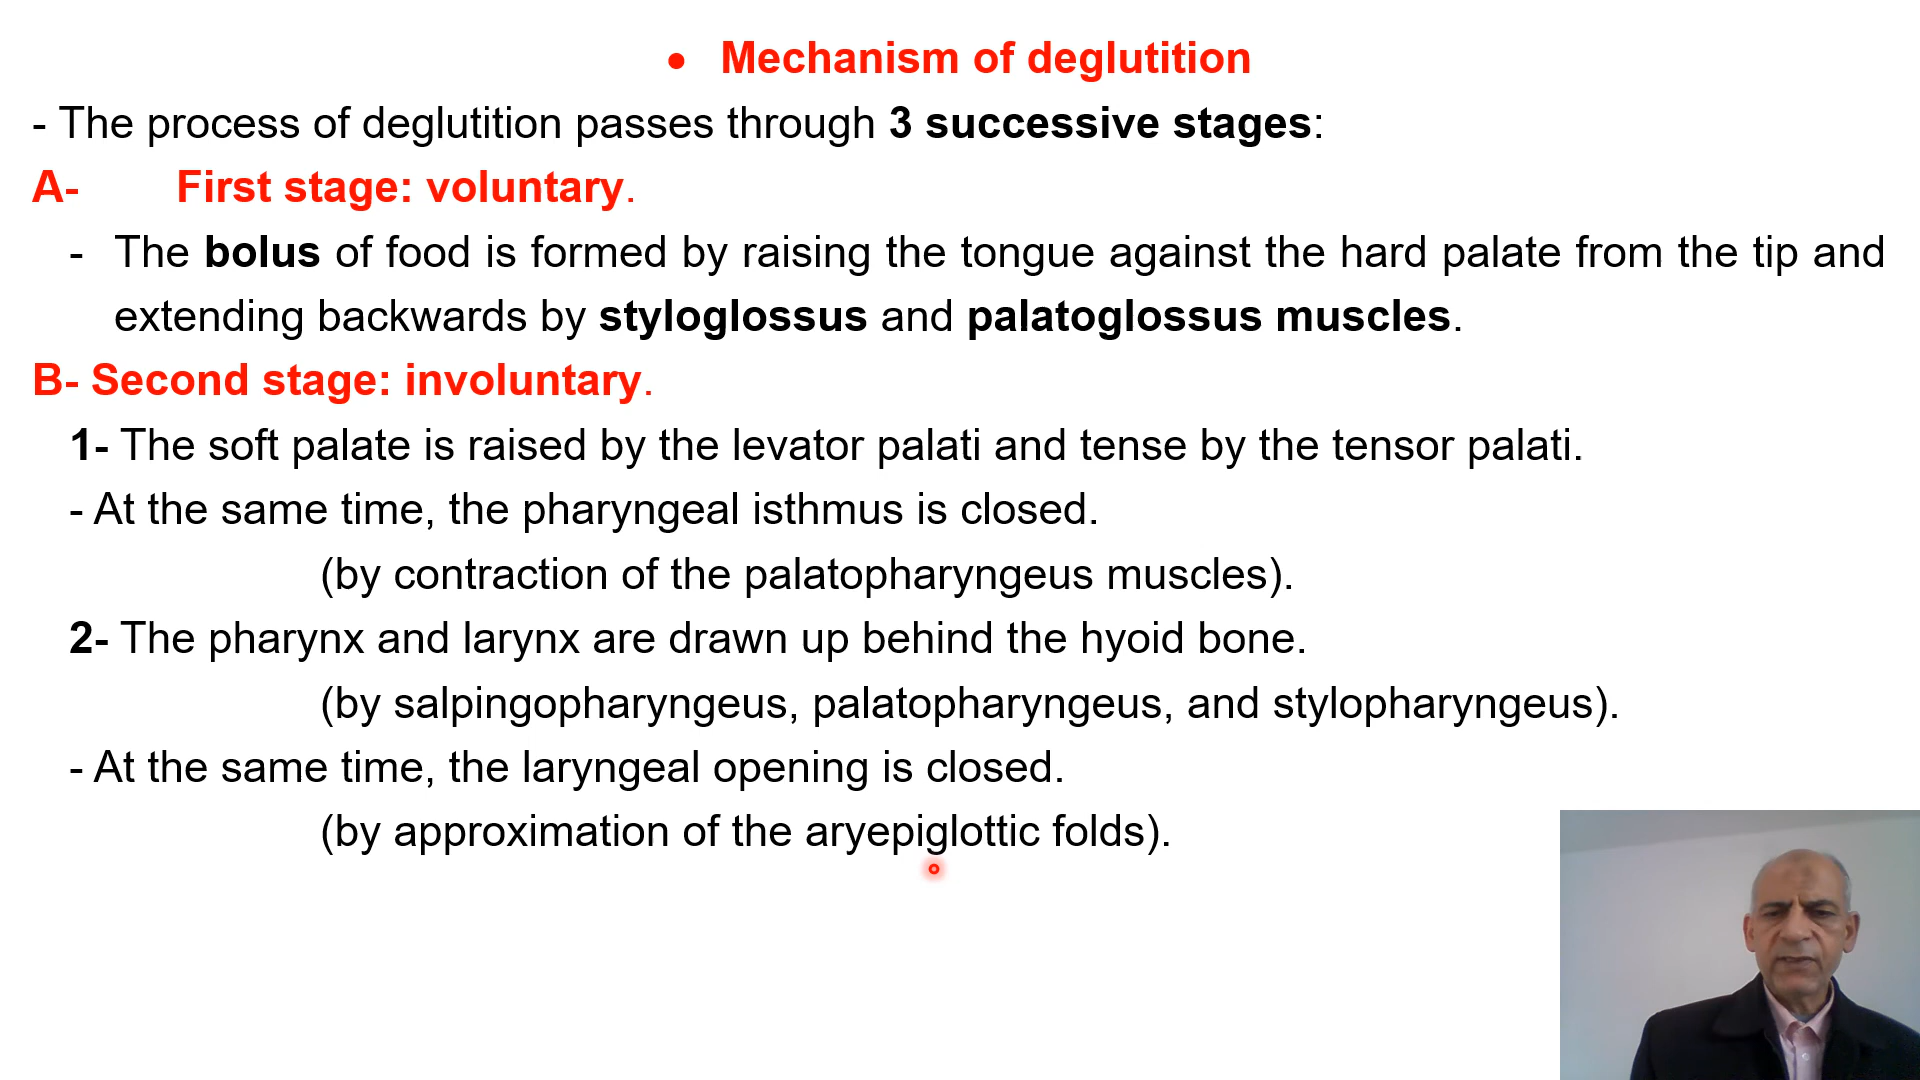 • Mechanism of deglutition
- The process of deglutition passes through 3 successive stages:
A- First stage: voluntary.
- The bolus of food is formed by raising the tongue against the hard palate from the tip and
extending backwards by styloglossus and palatoglossus muscles.
B- Second stage: involuntary.
1- The soft palate is raised by the levator palati and tense by the tensor palati.
- At the same time, the pharyngeal isthmus is closed.
(by contraction of the palatopharyngeus muscles).
2- The pharynx and larynx are drawn up behind the hyoid bone.
(by salpingopharyngeus, palatopharyngeus, and stylopharyngeus).
- At the same time, the laryngeal opening is closed.
(by approximation of the aryepiglottic folds).